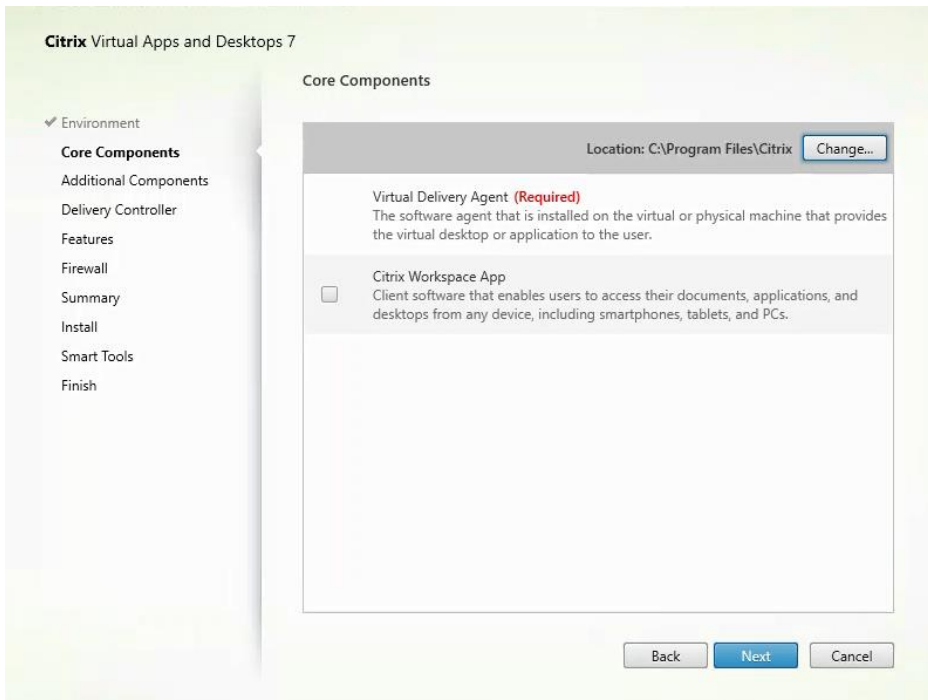 Citrix Virtual Apps and Desktops 7
Core Components
Environment
Core Components
Additional Components
Delivery Controller
Features
Firewall
Summary
Install
Smart Tools
Finish
Location: C:\Program Files\Citrix
Change...
Virtual Delivery Agent (Required)
The software agent that is installed on the virtual or physical machine that provides
the virtual desktop or application to the user.
Citrix Workspace App
Client software that enables users to access their documents, applications, and
desktops from any device, including smartphones, tablets, and PCs.
Back
Next
Cancel